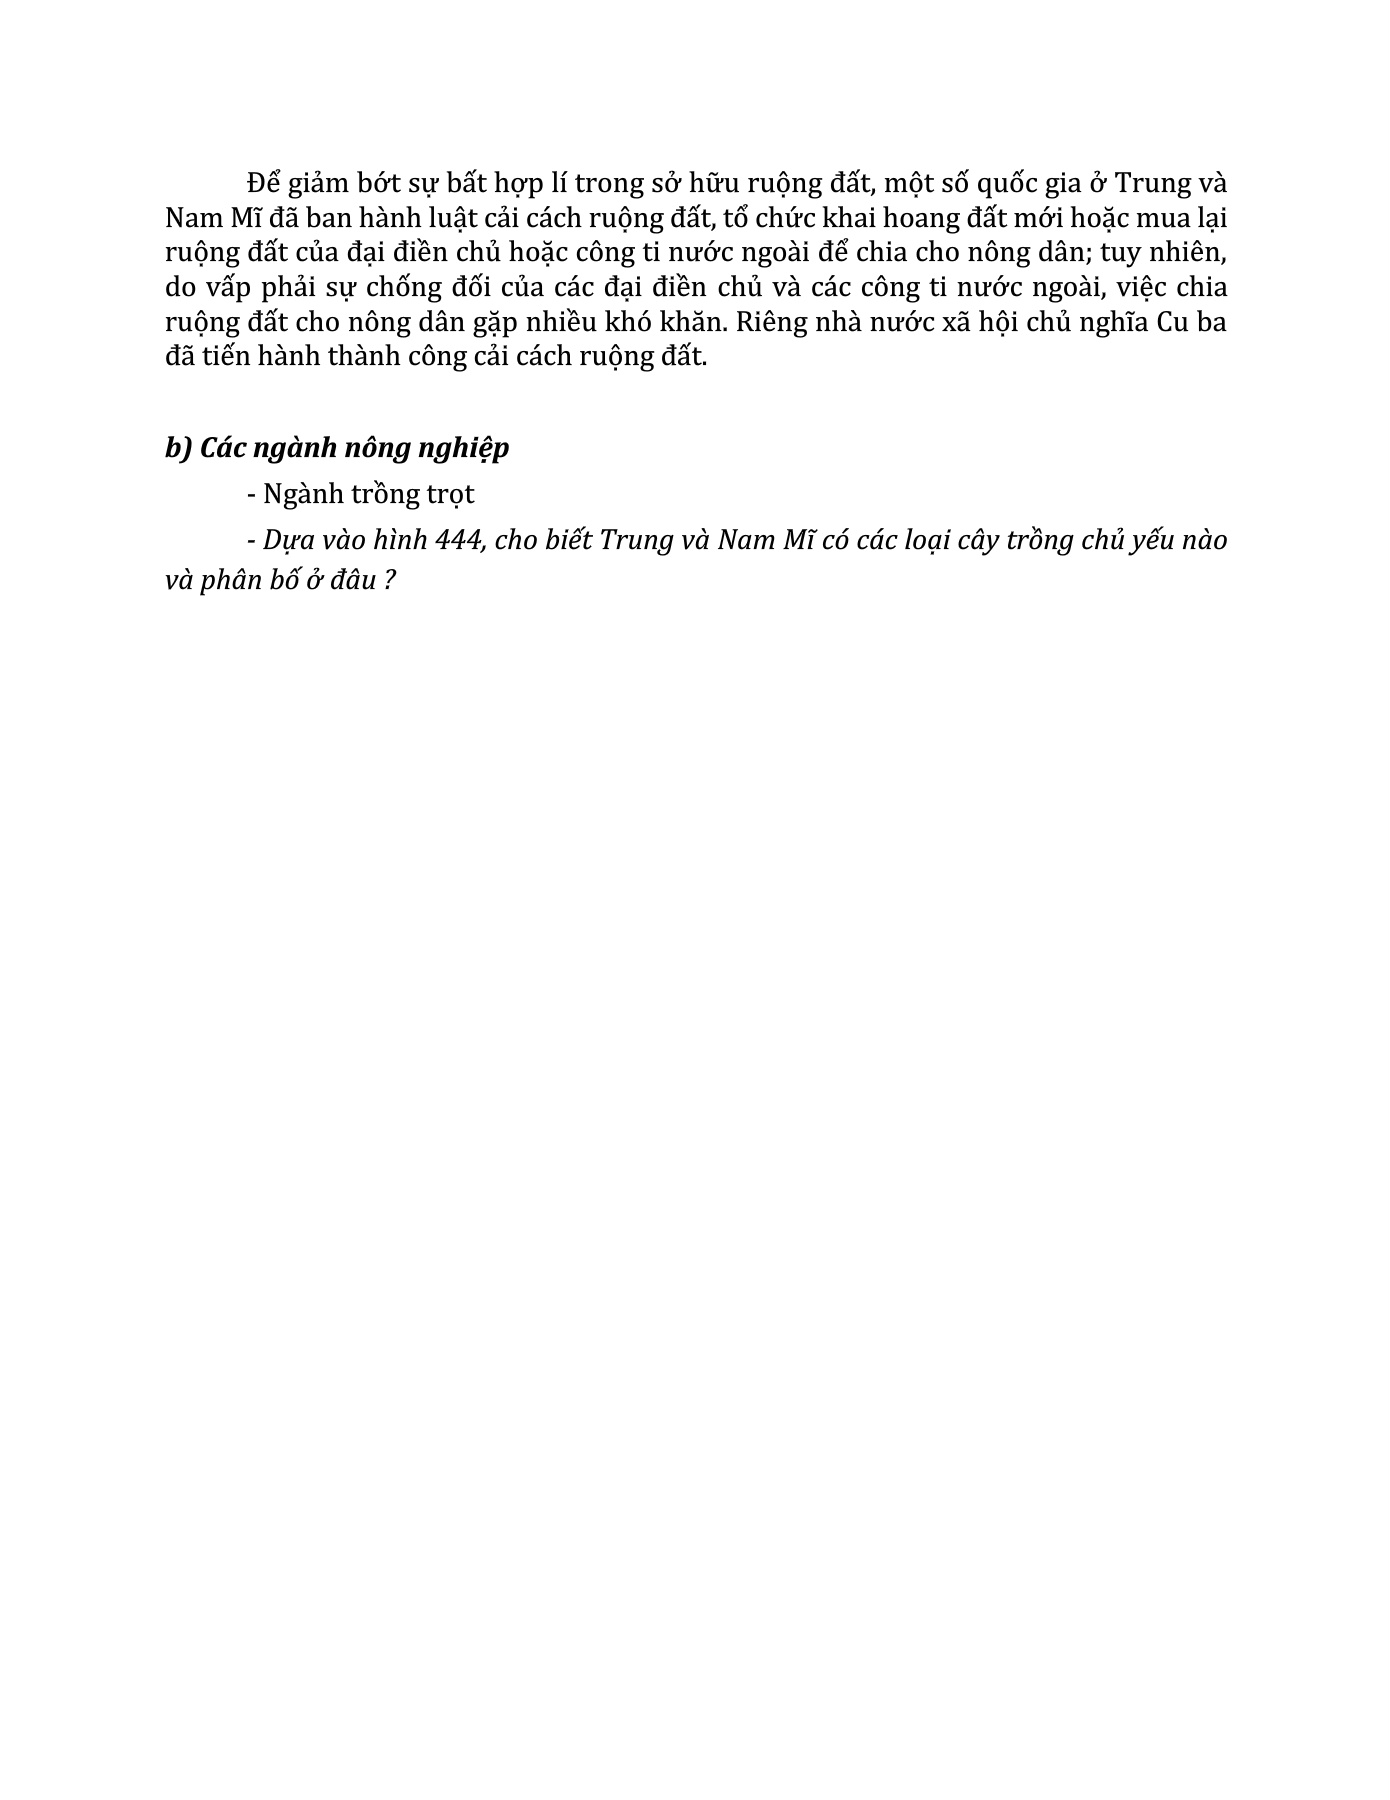 Để giảm bớt sự bất hợp lí trong sở hữu ruộng đất, một số quốc gia ở Trung và
Nam Mĩ đã ban hành luật cải cách ruộng đất, tổ chức khai hoang đất mới hoặc mua lại
ruộng đất của đại điền chủ hoặc công ti nước ngoài để chia cho nông dân; tuy nhiên,
do vấp phải sự chống đối của các đại điền chủ và các công ti nước ngoài, việc chia
ruộng đất cho nông dân gặp nhiều khó khăn. Riêng nhà nước xã hội chủ nghĩa Cu ba
đã tiến hành thành công cải cách ruộng đất.
b) Các ngành nông nghiệp
- Ngành trồng trọt
- Dựa vào hình 444, cho biết Trung và Nam Mĩ có các loại cây trồng chủ yếu nào
và phân bố ở đâu ?